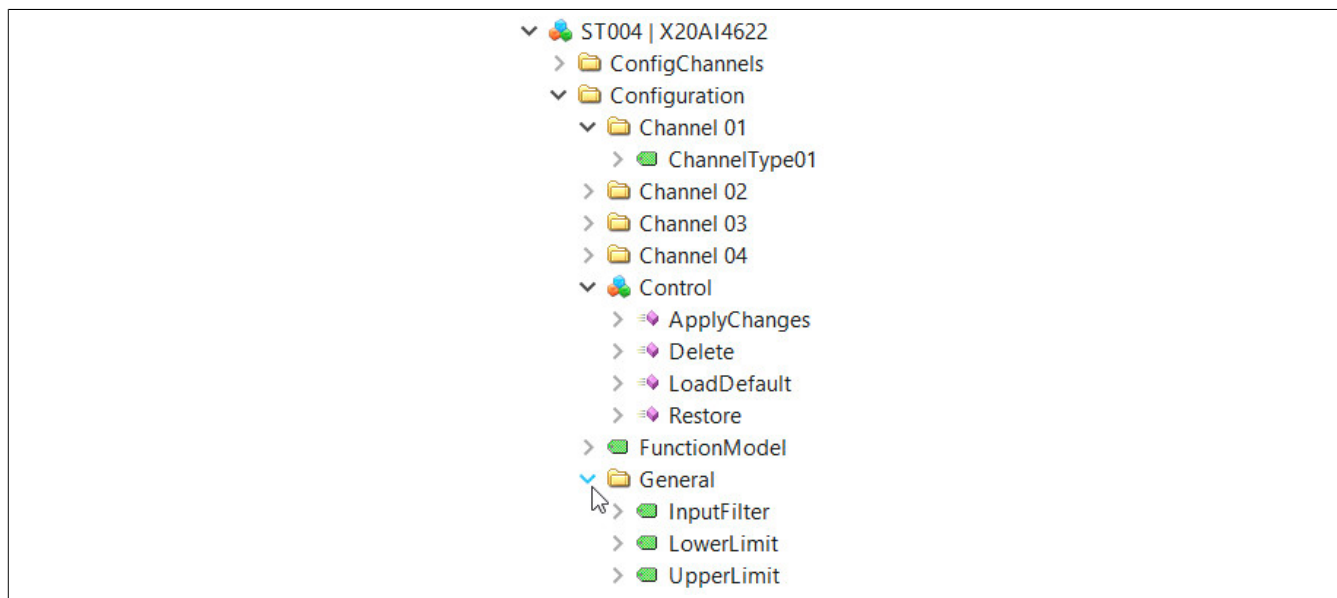 ST004 | X20AI4622
ConfigChannels
Configuration
Channel 01
ChannelType01
Channel 02
Channel 03
Channel 04
Control
ApplyChanges
Delete
LoadDefault
Restore
FunctionModel
General
InputFilter
LowerLimit
UpperLimit